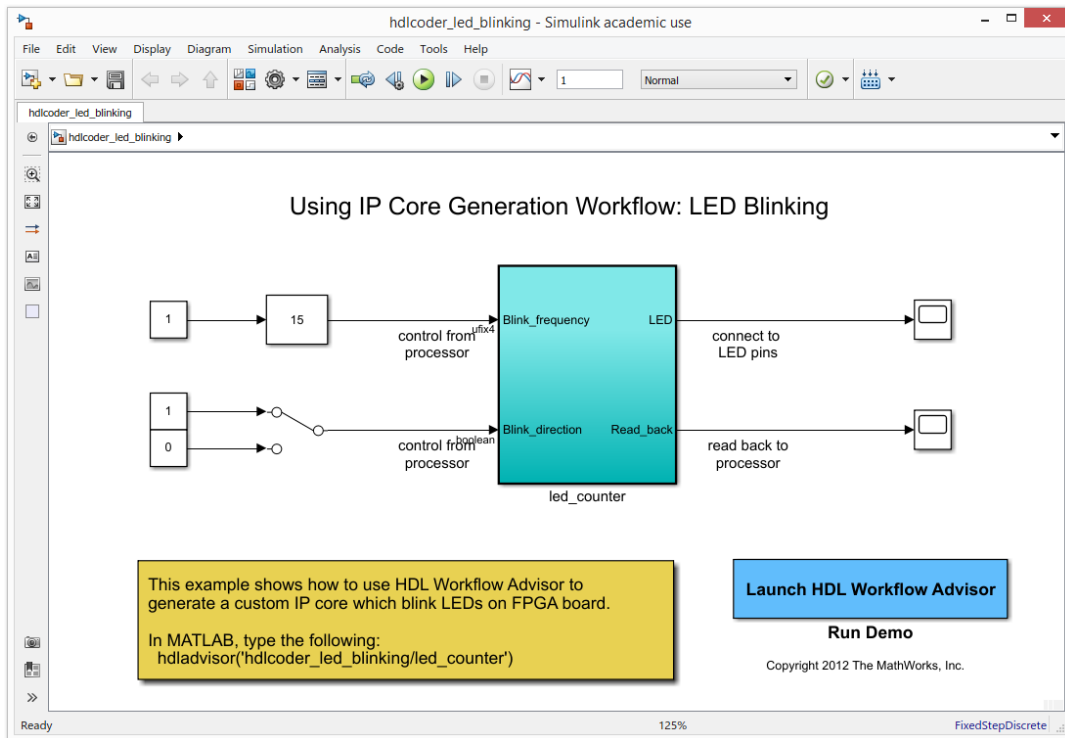 hdlcoder_led_blinking - Simulink academic use
File Edit View Display Diagram Simulation Analysis Code Tools Help
1 Normal
hdlcoder_led_blinking
hdlcoder_led_blinking
Using IP Core Generation Workflow: LED Blinking
1 15 Blink_frequency LED
ufix4
control from
processor
connect to
LED pins
1
0
Blink_direction Read_back
boolean
control from
processor
read back to
processor
led_counter
This example shows how to use HDL Workflow Advisor to
generate a custom IP core which blink LEDs on FPGA board.
In MATLAB, type the following:
hdladvisor('hdlcoder_led_blinking/led_counter')
Launch HDL Workflow Advisor
Run Demo
Copyright 2012 The MathWorks, Inc.
Ready 125% FixedStepDiscrete